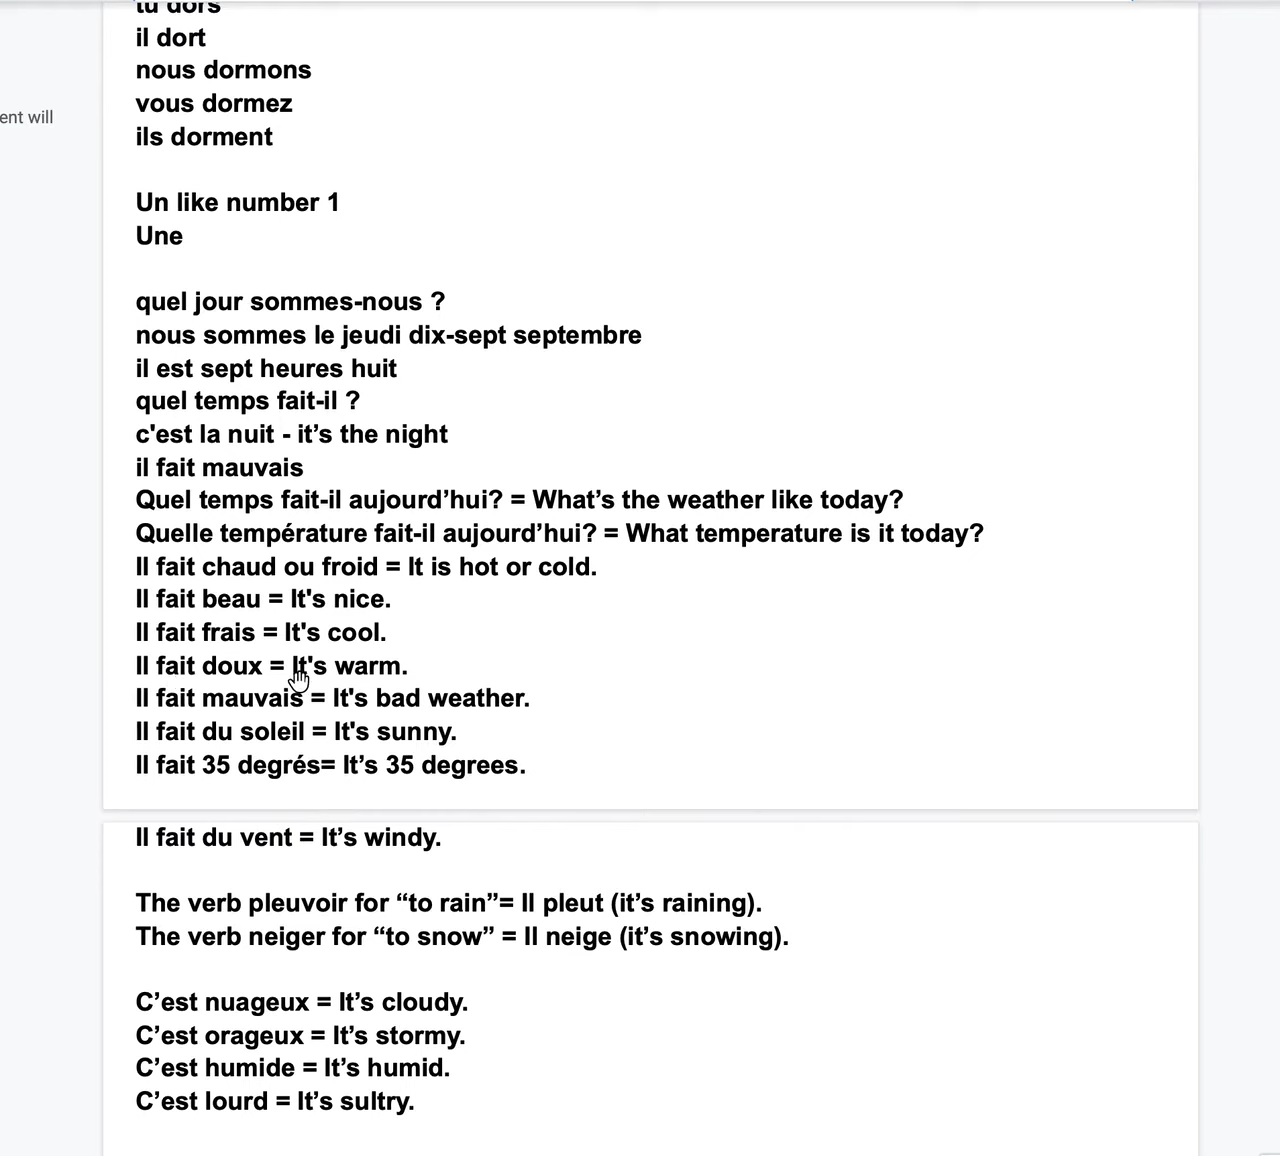 tu dors
il dort
nous dormons
vous dormez
ent will
ils dorment
Un like number 1
Une
quel jour sommes-nous ?
nous sommes le jeudi dix-sept septembre
il est sept heures huit
quel temps fait-il ?
c'est la nuit - it’s the night
il fait mauvais
Quel temps fait-il aujourd’hui? = What’s the weather like today?
Quelle température fait-il aujourd’hui? = What temperature is it today?
Il fait chaud ou froid = It is hot or cold.
Il fait beau = It's nice.
Il fait frais = It's cool.
Il fait doux = It's warm.
Il fait mauvais = It's bad weather.
Il fait du soleil = It's sunny.
Il fait 35 degrés= It’s 35 degrees.
Il fait du vent = It’s windy.
The verb pleuvoir for “to rain”= Il pleut (it’s raining).
The verb neiger for “to snow” = Il neige (it’s snowing).
C’est nuageux = It’s cloudy.
C’est orageux = It’s stormy.
C’est humide = It’s humid.
C’est lourd = It’s sultry.